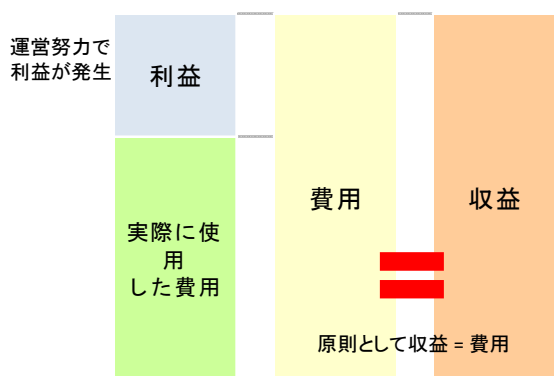 運営努力で
利益が発生
利益
実際に使
用
した費用
費用
収益
原則として収益 = 費用